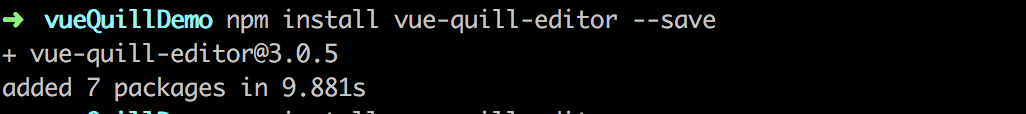 ➜ vueQuillDemo npm install vue-quill-editor --save
+ vue-quill-editor@3.0.5
added 7 packages in 9.881s